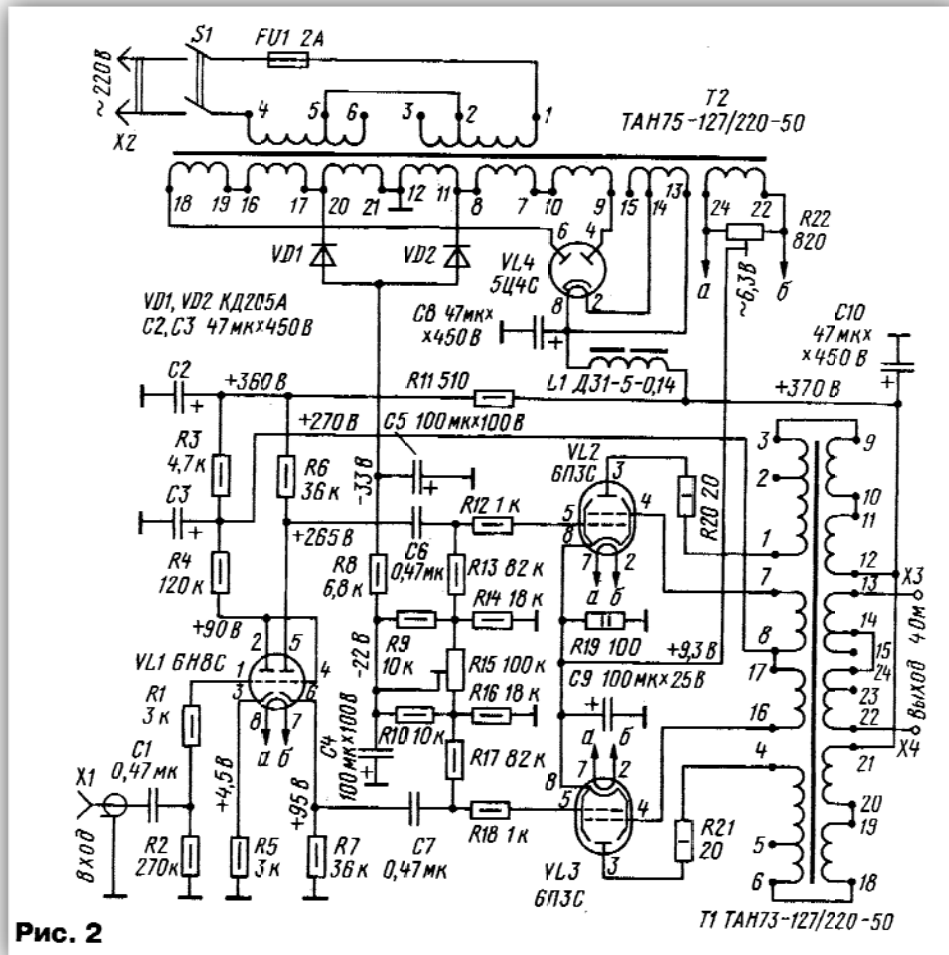 S1
FU1 2А
~220В
X2
4
5
6
3
2
1
T2
ТАН75-127/220-50
18
19
16
17
20
21
12
11
8
7
10
9
15
14
13
24
22
R22
820
VD1
VD2
6
4
VL4
5Ц4С
8
2
а
~6,3В
б
VD1, VD2 КД205А
C2, C3 47мк×450В
C8 47мк×
×450В
C10
47мк×
×450В
L1 Д31-5-0,14
C2
+
+360В
R11 510
+370В
+270В
C5 100мк×100В
R3
4,7к
R6
36к
-33В
+
VL2
6П3С
3
4
5
8
7
2
а
б
R20 20
3
2
1
9
10
11
12
C3
+
+265В
R12 1к
R4
120к
R8
6,8к
C6
0,47мк
R13 82к
R14 18к
7
8
17
16
13
14
15
24
23
22
X3
Выход 4Ом
X4
+90В
VL1 6Н8С
2
5
1
4
3
6
8
7
а
б
-22В
R9
10к
R15 100к
R19 100
+9,3В
C9 100мк×25В
+
R16 18к
R10 10к
C4
100мк×100В
+
R17 82к
R1
3к
X1
Вход
C1
0,47мк
+4,5В
+95В
R2
270к
R5
3к
R7
36к
C7
0,47мк
R18 1к
а
б
7
2
8
5
4
3
VL3
6П3С
R21
20
4
5
6
21
20
19
18
T1 ТАН73-127/220-50
Рис. 2